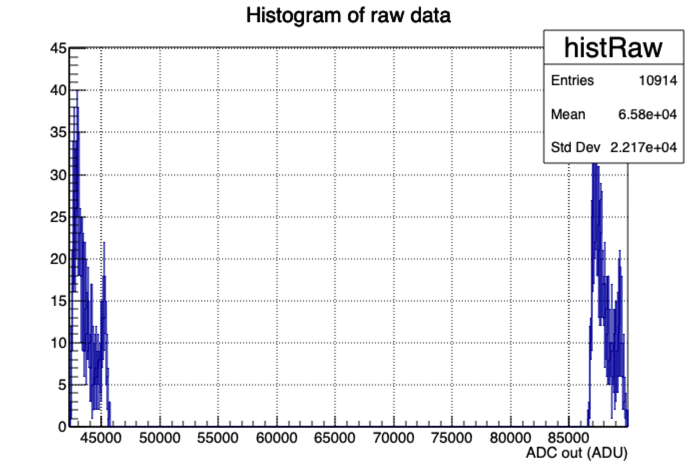 Histogram of raw data
histRaw
Entries 10914
Mean 6.58e+04
Std Dev 2.217e+04
45
40
35
30
25
20
15
10
5
0
45000 50000 55000 60000 65000 70000 75000 80000 85000
ADC out (ADU)